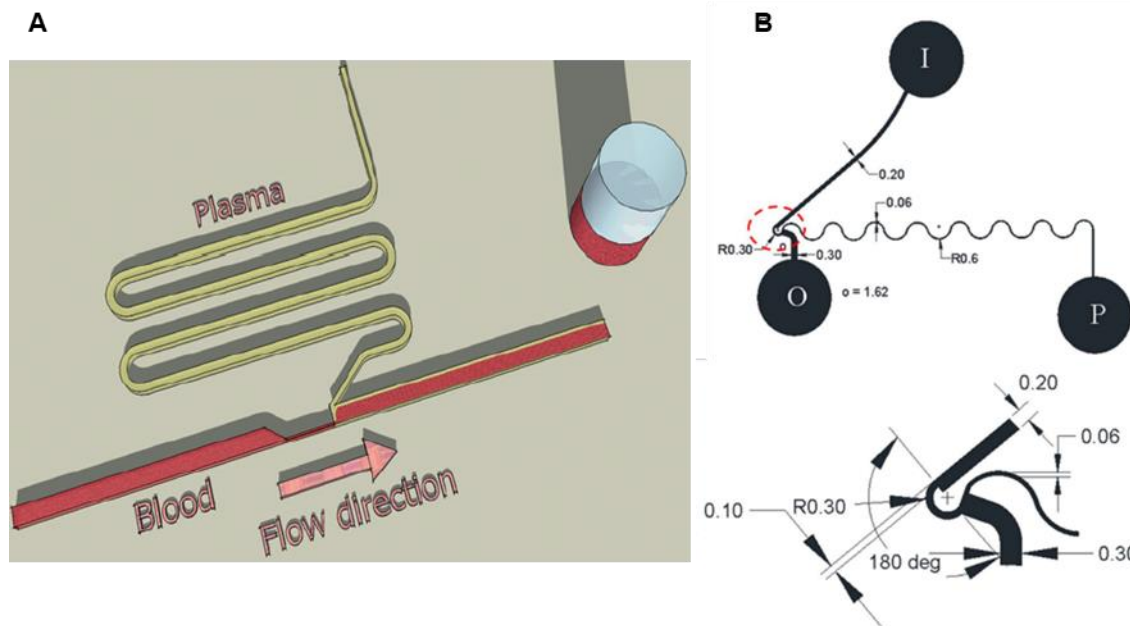 A
Plasma
Blood
Flow direction
B
I
0.20
0.06
R0.30
0.30
R0.6
O
o = 1.62
P
0.20
0.06
R0.30
0.10
180 deg
0.30